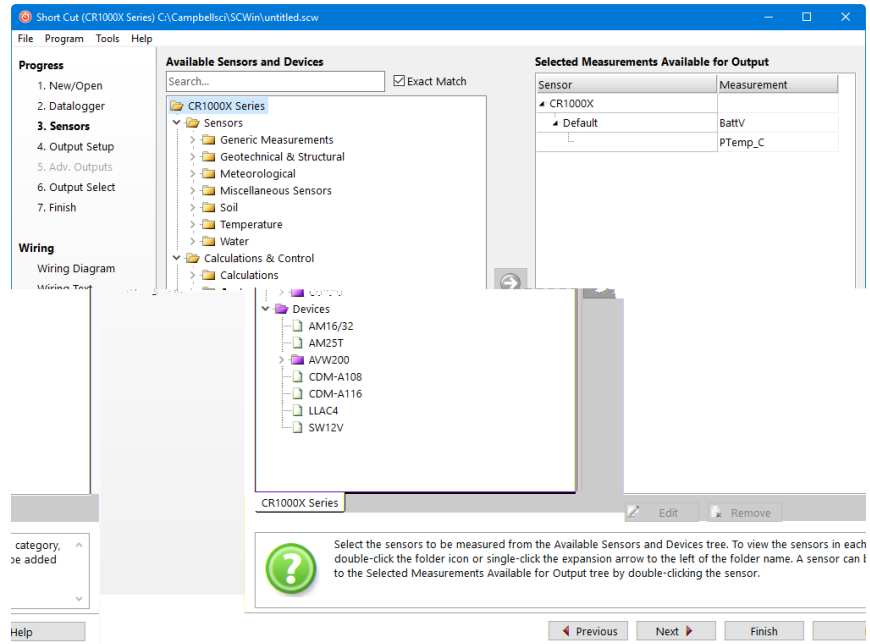 Short Cut (CR1000X Series) C:\Campbellsci\SCWin\untitled.scw
File Program Tools Help
Progress
1. New/Open
2. Datalogger
3. Sensors
4. Output Setup
5. Adv. Outputs
6. Output Select
7. Finish
Wiring
Wiring Diagram
Wiring Text
Available Sensors and Devices
Search...
Exact Match
CR1000X Series
Sensors
Generic Measurements
Geotechnical & Structural
Meteorological
Miscellaneous Sensors
Soil
Temperature
Water
Calculations & Control
Calculations
Devices
AM16/32
AM25T
AVW200
CDM-A108
CDM-A116
LLAC4
SW12V
CR1000X Series
Selected Measurements Available for Output
Sensor Measurement
CR1000X
Default BattV
PTemp_C
Edit Remove
category,
be added
Select the sensors to be measured from the Available Sensors and Devices tree. To view the sensors in each
double-click the folder icon or single-click the expansion arrow to the left of the folder name. A sensor can
to the Selected Measurements Available for Output tree by double-clicking the sensor.
Help
Previous Next Finish